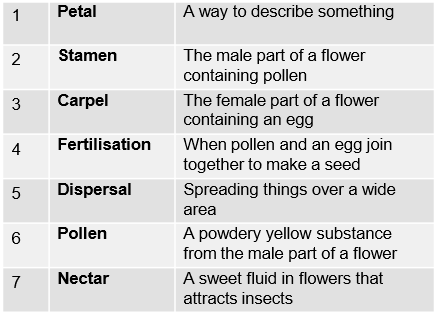 1 Petal A way to describe something
2 Stamen The male part of a flower
containing pollen
3 Carpel The female part of a flower
containing an egg
4 Fertilisation When pollen and an egg join
together to make a seed
5 Dispersal Spreading things over a wide
area
6 Pollen A powdery yellow substance
from the male part of a flower
7 Nectar A sweet fluid in flowers that
attracts insects